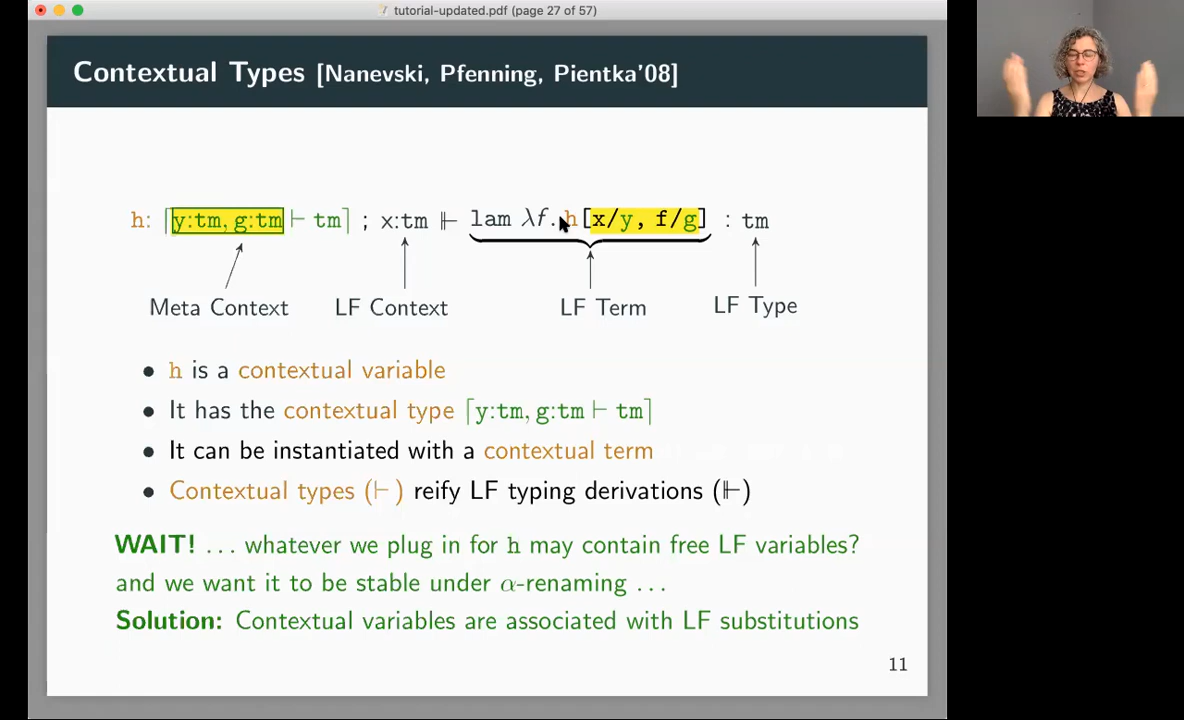 tutorial-updated.pdf (page 27 of 57)
Contextual Types [Nanevski, Pfenning, Pientka'08]
h: ⌈y:tm, g:tm ⊢ tm⌉ ; x:tm ⊩ lam λf. h[x/y, f/g] : tm
Meta Context LF Context LF Term LF Type
• h is a contextual variable
• It has the contextual type ⌈y:tm, g:tm ⊢ tm⌉
• It can be instantiated with a contextual term
• Contextual types (⊢) reify LF typing derivations (⊩)
WAIT! ... whatever we plug in for h may contain free LF variables?
and we want it to be stable under α-renaming ...
Solution: Contextual variables are associated with LF substitutions
11